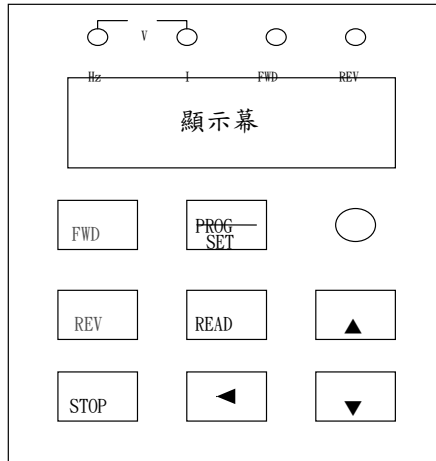 V
Hz I FWD REV
顯示幕
FWD PROG
SET
REV READ ▲
STOP ◀ ▼